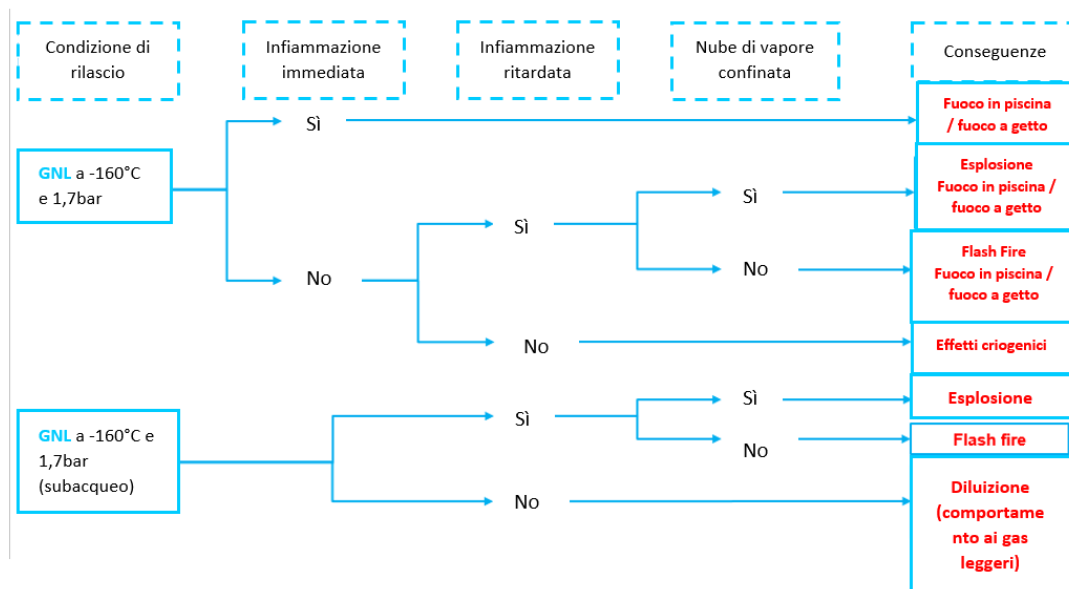 Condizione di
rilascio
Infiammazione
immediata
Infiammazione
ritardata
Nube di vapore
confinata
Conseguenze
Sì
Fuoco in piscina
/ fuoco a getto
GNL a -160°C
e 1,7bar
Esplosione
Fuoco in piscina /
fuoco a getto
Sì
Sì
No
No
Flash Fire
Fuoco in piscina /
fuoco a getto
No
Effetti criogenici
GNL a -160°C e
1,7bar
(subacqueo)
Sì
Sì
Esplosione
No
Flash fire
No
Diluizione
(comportame
nto ai gas
leggeri)